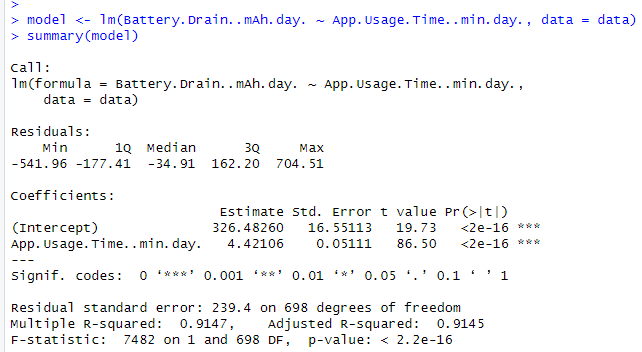 >
> model <- lm(Battery.Drain..mAh.day. ~ App.Usage.Time..min.day., data = data)
> summary(model)
Call:
lm(formula = Battery.Drain..mAh.day. ~ App.Usage.Time..min.day.,
    data = data)
Residuals:
    Min      1Q  Median      3Q     Max
-541.96 -177.41  -34.91  162.20  704.51
Coefficients:
                          Estimate Std. Error t value Pr(>|t|)
(Intercept)              326.48260   16.55113   19.73   <2e-16 ***
App.Usage.Time..min.day.   4.42106    0.05111   86.50   <2e-16 ***
---
Signif. codes:  0 ‘***’ 0.001 ‘**’ 0.01 ‘*’ 0.05 ‘.’ 0.1 ‘ ’ 1
Residual standard error: 239.4 on 698 degrees of freedom
Multiple R-squared:  0.9147,    Adjusted R-squared:  0.9145
F-statistic:  7482 on 1 and 698 DF,  p-value: < 2.2e-16